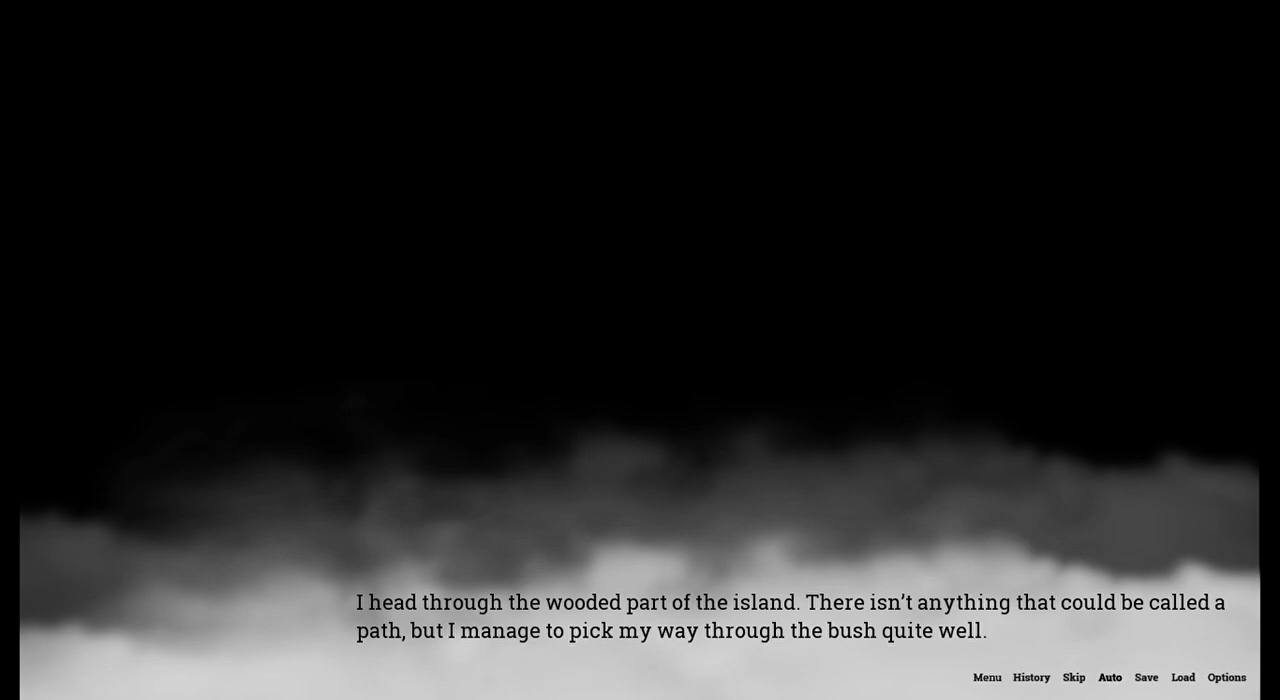 I head through the wooded part of the island. There isn’t anything that could be called a
path, but I manage to pick my way through the bush quite well.
Menu History Skip Auto Save Load Options